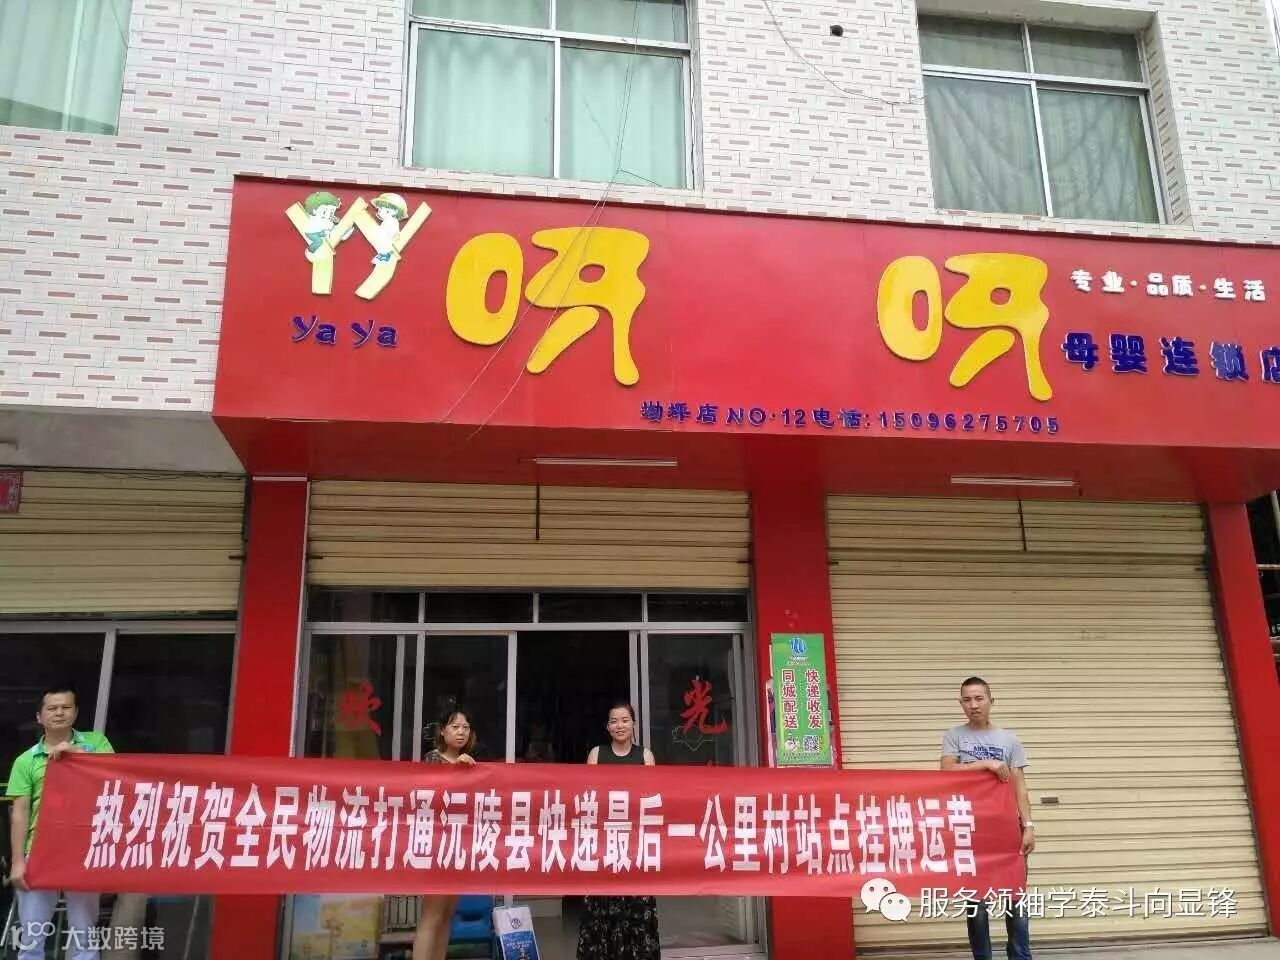 Ya Ya
呀 呀
专业·品质·生活
母婴连锁店
坳坪店NO·12电话:15096275705
欢
光
快递收发
同城配送
热烈祝贺全民物流打通沅陵县快递最后一公里村站点挂牌运营
服务领袖学泰斗向显锋
大数跨境